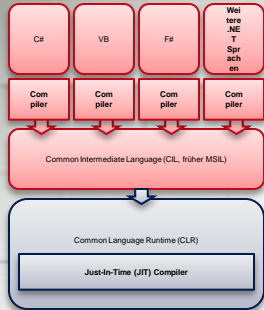 C#
VB
F#
Wei
tere
.NE
T
Spr
ach
en
Com
piler
Com
piler
Com
piler
Com
piler
Common Intermediate Language (CIL, früher MSIL)
Common Language Runtime (CLR)
Just-In-Time (JIT) Compiler